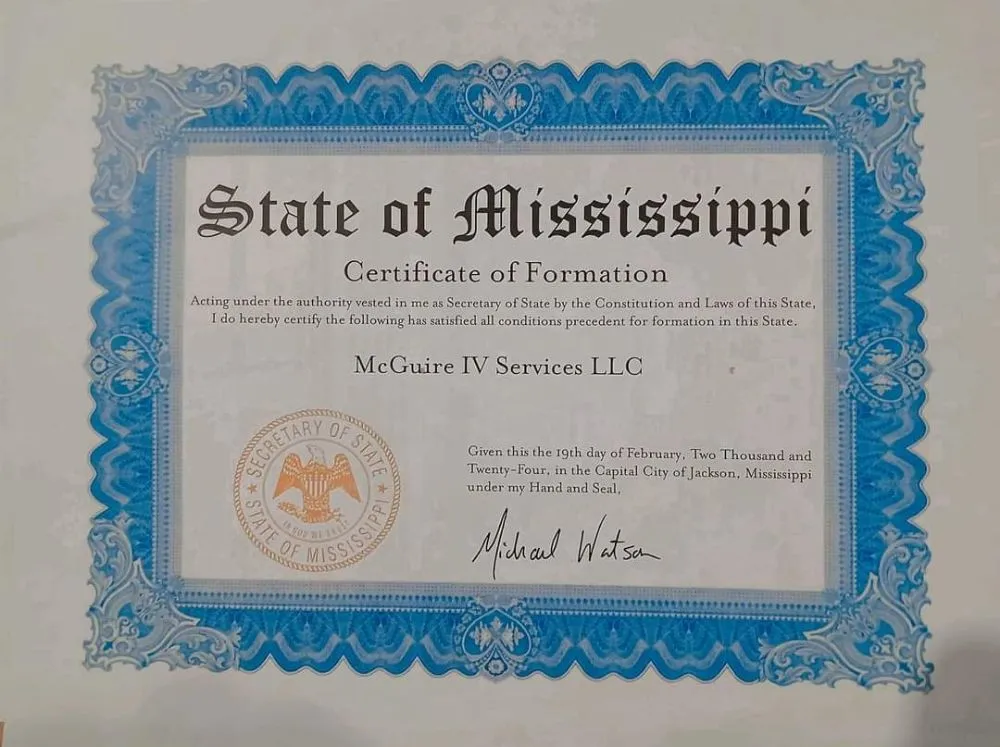 State of Mississippi
Certificate of Formation
Acting under the authority vested in me as Secretary of State by the Constitution and Laws of this State,
I do hereby certify the following has satisfied all conditions precedent for formation in this State.
McGuire IV Services LLC
SECRETARY OF STATE
IN GOD WE TRUST
STATE OF MISSISSIPPI
Given this the 19th day of February, Two Thousand and
Twenty-Four, in the Capital City of Jackson, Mississippi
under my Hand and Seal,
Michael Watson